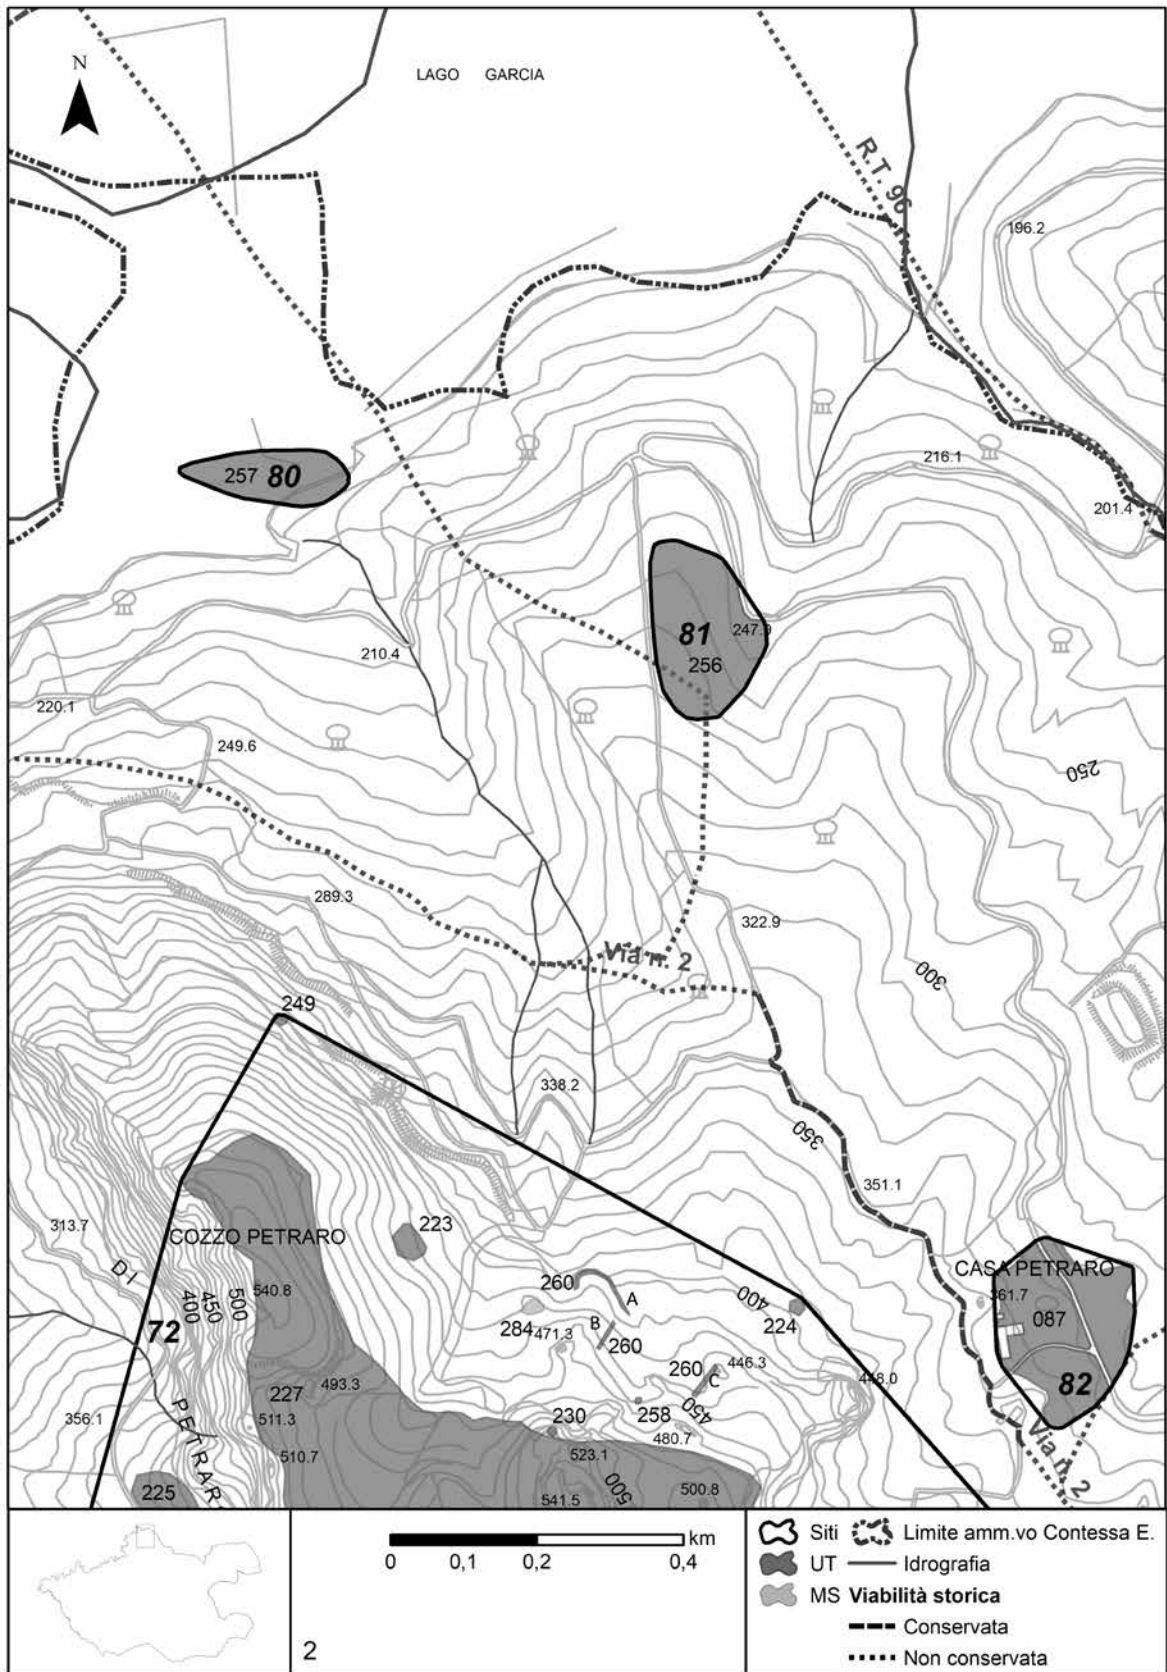 N
LAGO GARCIA
R.T. 96
196.2
257 80
216.1
201.4
81
247.9
256
210.4
220.1
249.6
250
289.3
322.9
Via n. 2
300
249
338.2
350
351.1
313.7
COZZO PETRARO
223
DI
400
450
500
540.8
260
A
CASA PETRARO
361.7
087
72
284
471.3
B
260
400
224
260
C
446.3
448.0
82
227
493.3
450
356.1
PETRAR
511.3
230
258
480.7
Via n. 2
510.7
523.1
225
541.5
500
500.8
km
0 0,1 0,2 0,4
2
Siti
Limite amm.vo Contessa E.
UT
Idrografia
MS
Viabilità storica
Conservata
Non conservata